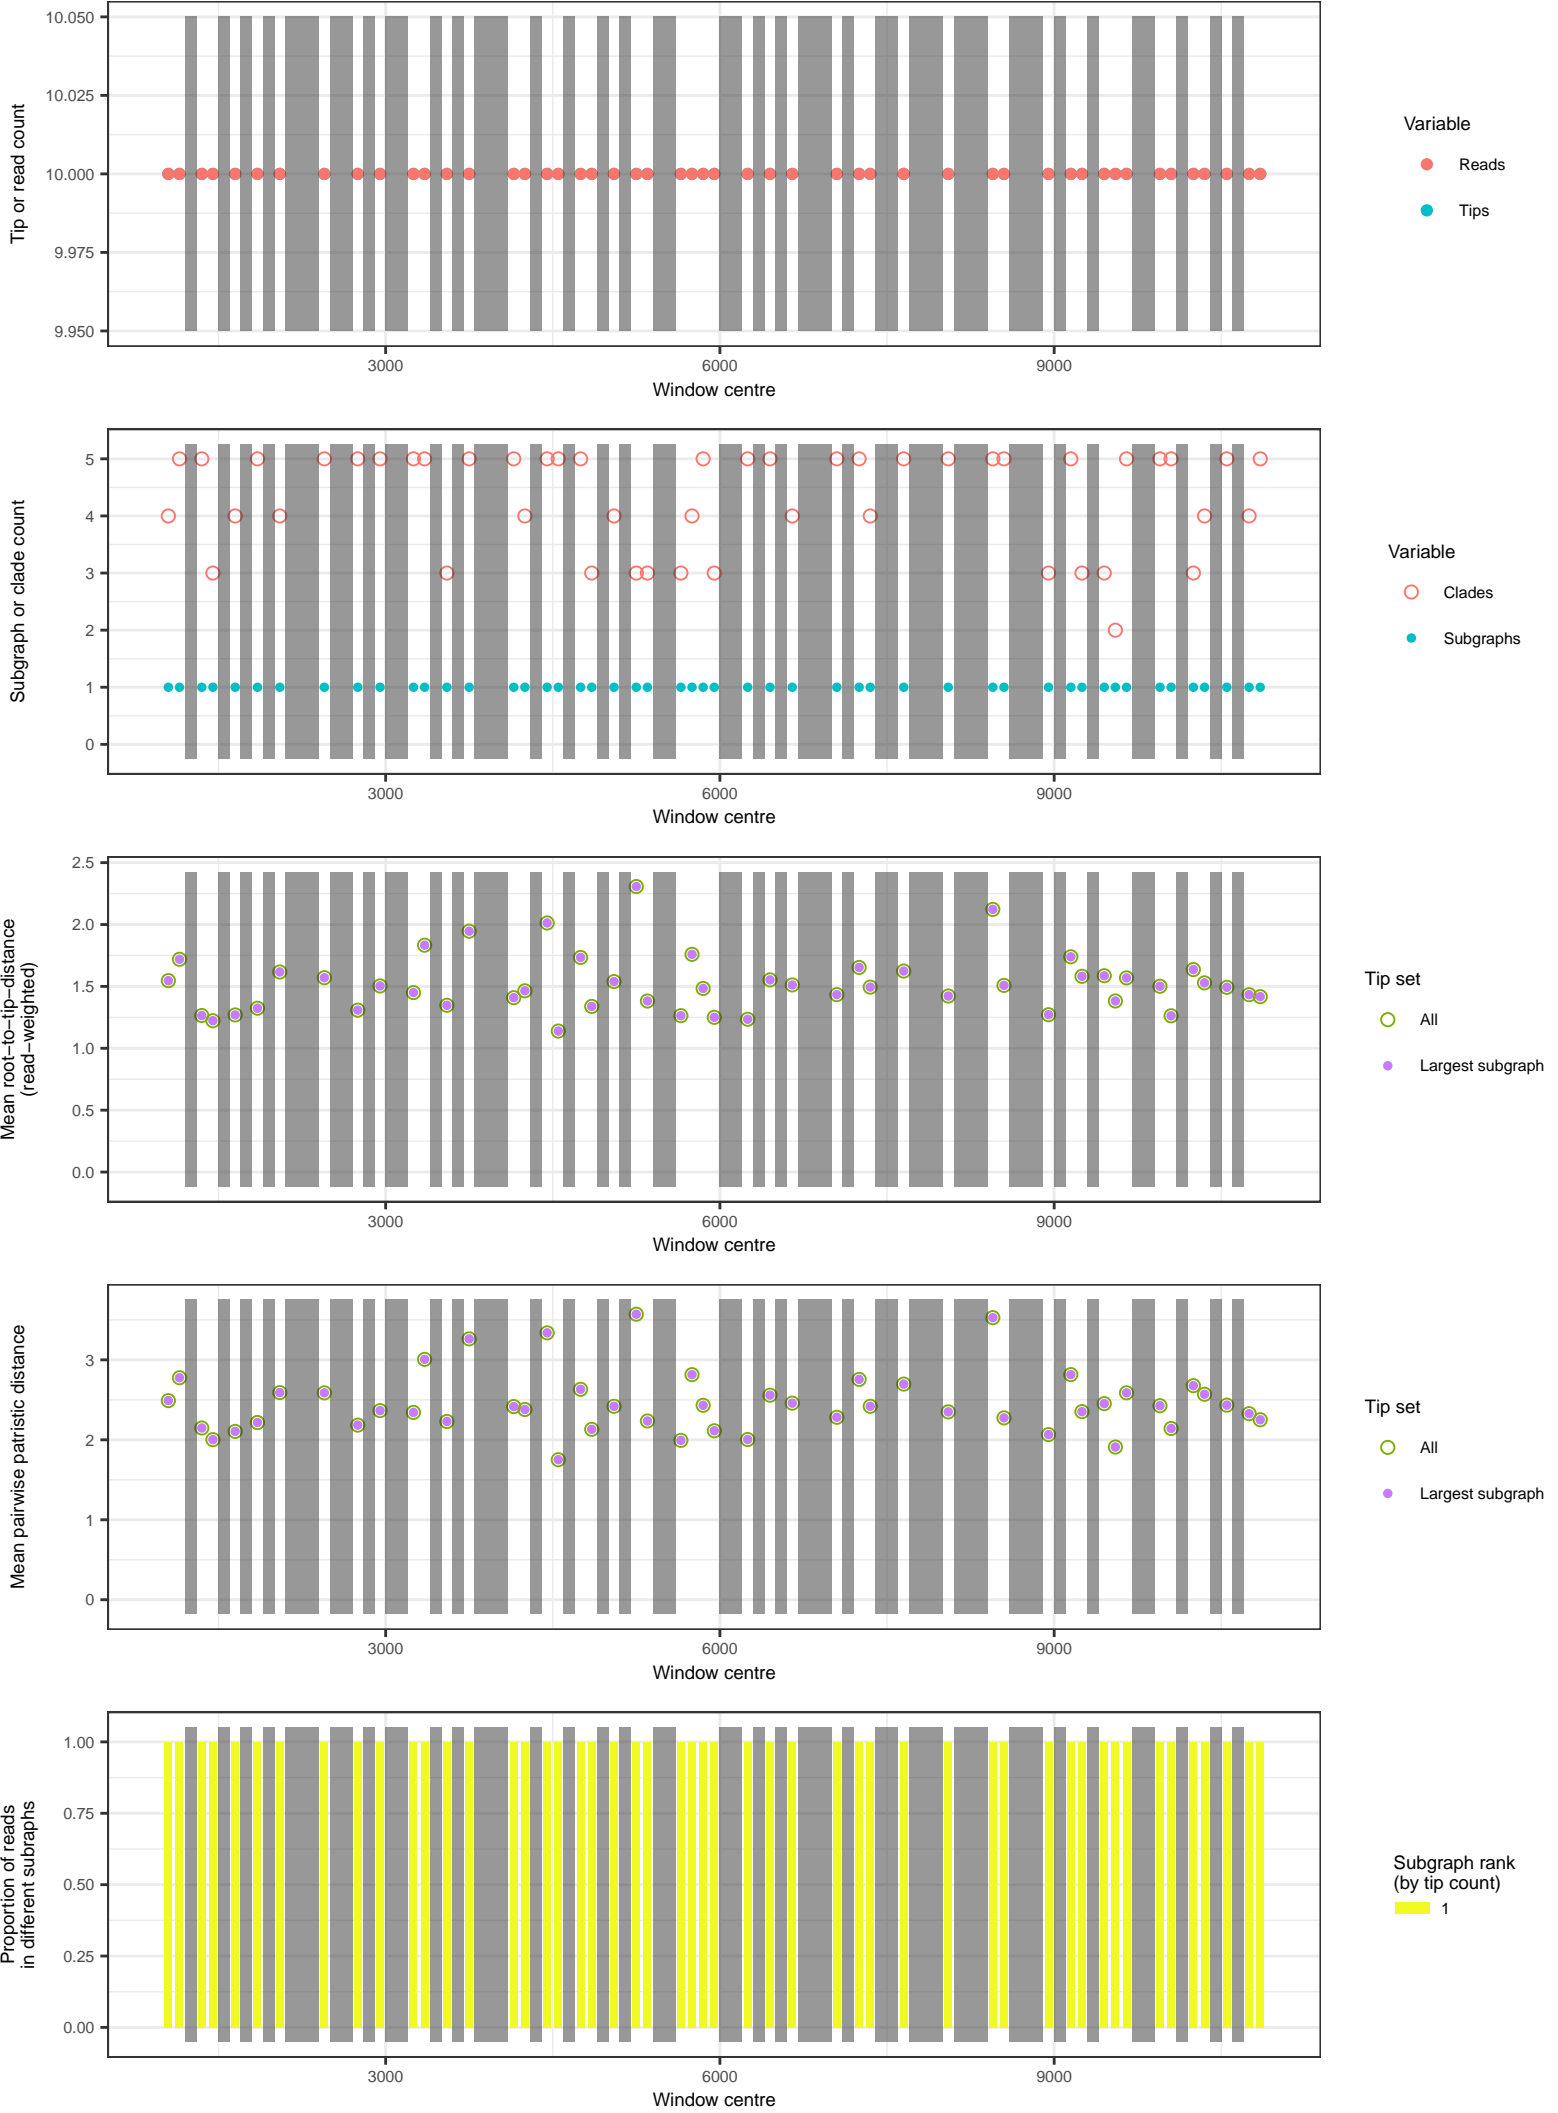 10.050
10.025
10.000
9.975
9.950
Tip or read count
3000 6000 9000
Window centre
Variable
Reads
Tips
5
4
3
2
1
0
Subgraph or clade count
3000 6000 9000
Window centre
Variable
Clades
Subgraphs
2.5
2.0
1.5
1.0
0.5
0.0
Mean root−to−tip−distance
(read−weighted)
3000 6000 9000
Window centre
Tip set
All
Largest subgraph
3
2
1
0
Mean pairwise patristic distance
3000 6000 9000
Window centre
Tip set
All
Largest subgraph
1.00
0.75
0.50
0.25
0.00
Proportion of reads
in different subraphs
3000 6000 9000
Window centre
Subgraph rank
(by tip count)
1